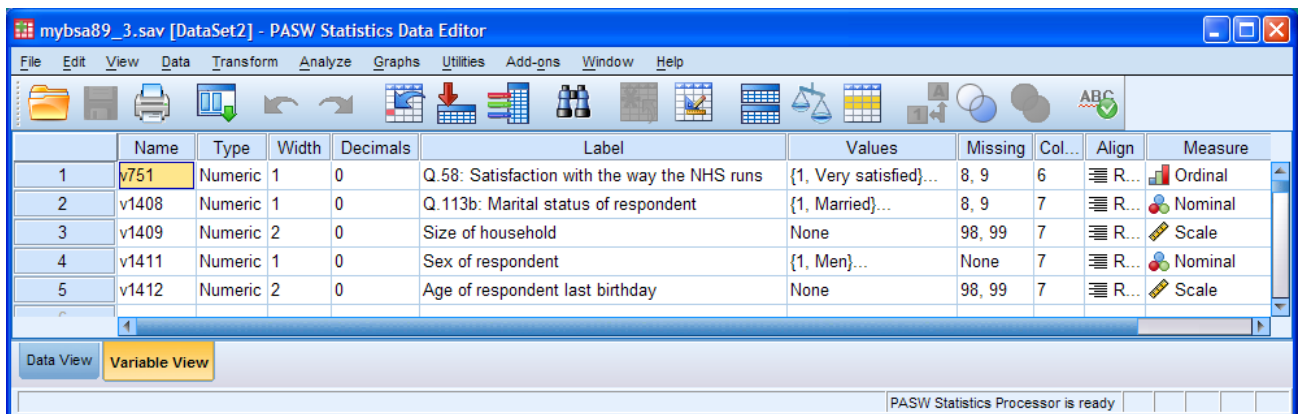 mybsa89_3.sav [DataSet2] - PASW Statistics Data Editor
File Edit View Data Transform Analyze Graphs Utilities Add-ons Window Help
A 1 ABC
Name Type Width Decimals Label Values Missing Col... Align Measure
1 v751 Numeric 1 0 Q.58: Satisfaction with the way the NHS runs {1, Very satisfied}... 8, 9 6 R... Ordinal
2 v1408 Numeric 1 0 Q.113b: Marital status of respondent {1, Married}... 8, 9 7 R... Nominal
3 v1409 Numeric 2 0 Size of household None 98, 99 7 R... Scale
4 v1411 Numeric 1 0 Sex of respondent {1, Men}... None 7 R... Nominal
5 v1412 Numeric 2 0 Age of respondent last birthday None 98, 99 7 R... Scale
Data View Variable View
PASW Statistics Processor is ready